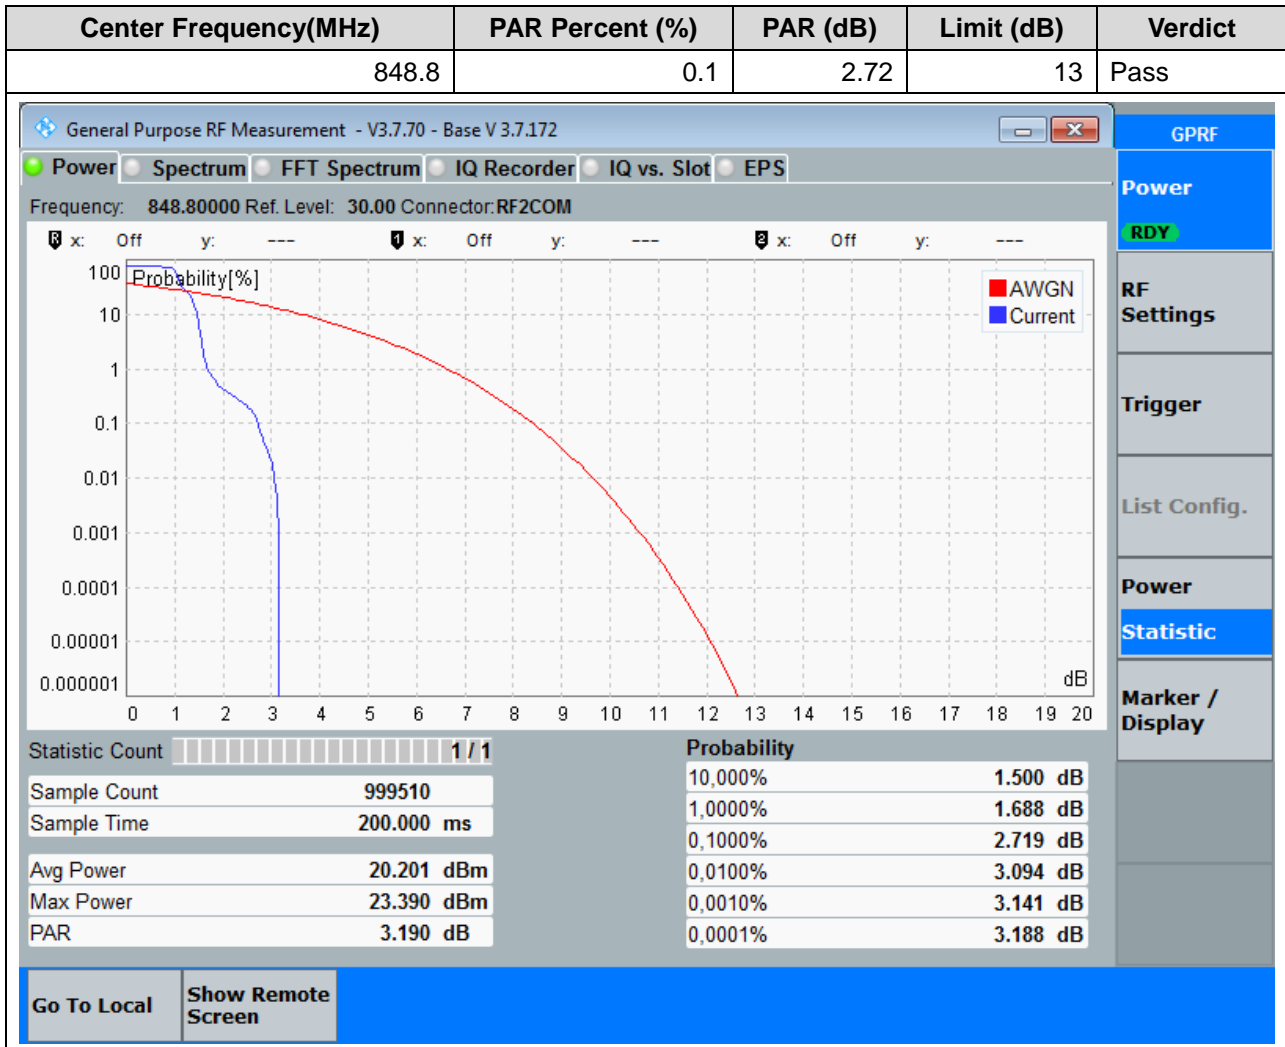 Center Frequency(MHz) PAR Percent (%) PAR (dB) Limit (dB) Verdict
848.8 0.1 2.72 13 Pass
General Purpose RF Measurement - V3.7.70 - Base V 3.7.172
GPRF
Power Spectrum FFT Spectrum IQ Recorder IQ vs. Slot EPS
Frequency: 848.80000 Ref. Level: 30.00 Connector: RF2COM
R x: Off y: --- 1 x: Off y: --- 2 x: Off y: ---
Probability[%]
AWGN
Current
100
10
1
0.1
0.01
0.001
0.0001
0.00001
0.000001
dB
0 1 2 3 4 5 6 7 8 9 10 11 12 13 14 15 16 17 18 19 20
Statistic Count 1 / 1
Sample Count 999510
Sample Time 200.000 ms
Avg Power 20.201 dBm
Max Power 23.390 dBm
PAR 3.190 dB
Probability
10,000% 1.500 dB
1,0000% 1.688 dB
0,1000% 2.719 dB
0,0100% 3.094 dB
0,0010% 3.141 dB
0,0001% 3.188 dB
Power
RDY
RF
Settings
Trigger
List Config.
Power
Statistic
Marker /
Display
Go To Local
Show Remote
Screen